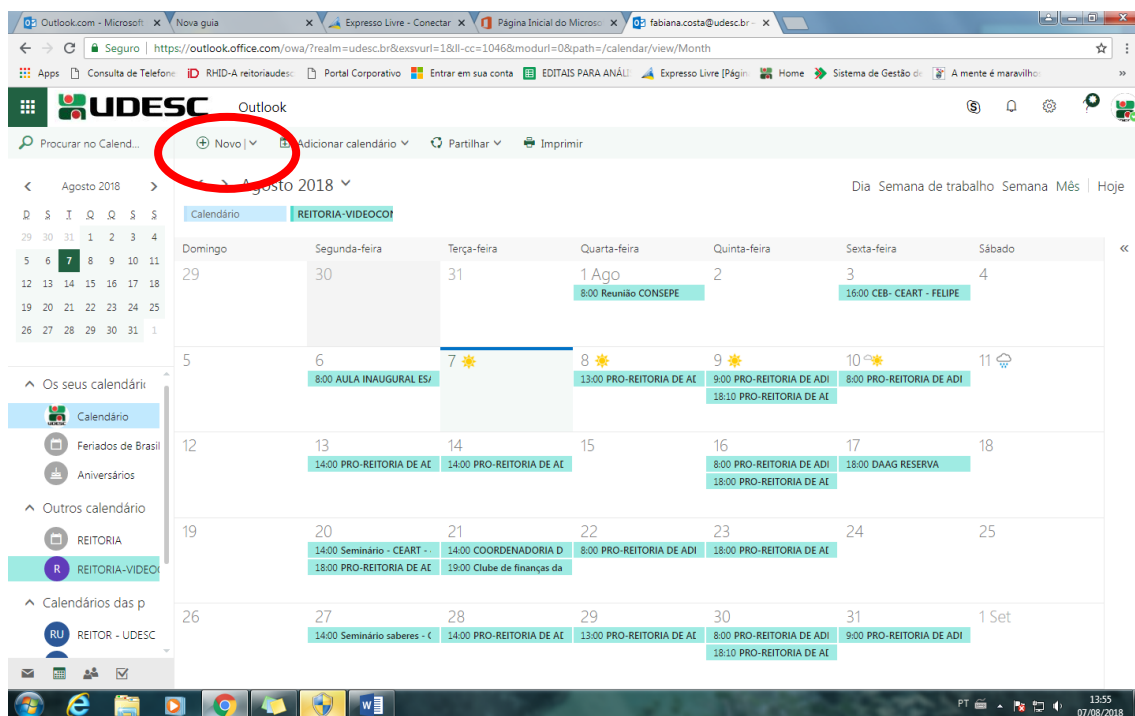 Outlook.com - Microsoft
Nova guia
Expresso Livre - Conectar
Página Inicial do Microso
fabiana.costa@udesc.br -
Seguro | https://outlook.office.com/owa/?realm=udesc.br&exsvurl=1&ll-cc=1046&modurl=0&path=/calendar/view/Month
Apps Consulta de Telefone RHID-A reitoriaudesc Portal Corporativo Entrar em sua conta EDITAIS PARA ANÁLI Expresso Livre [Págin Home Sistema de Gestão de A mente é maravilho »
UDESC Outlook
Procurar no Calend... Novo | Adicionar calendário Partilhar Imprimir
Agosto 2018
D S T Q Q S S
29 30 31 1 2 3 4
5 6 7 8 9 10 11
12 13 14 15 16 17 18
19 20 21 22 23 24 25
26 27 28 29 30 31 1
Os seus calendári
Calendário
Feriados de Brasil
Aniversários
Outros calendário
REITORIA
R REITORIA-VIDEO
Calendários das p
RU REITOR - UDESC
Agosto 2018
Dia Semana de trabalho Semana Mês | Hoje
Calendário REITORIA-VIDEOCON
Domingo Segunda-feira Terça-feira Quarta-feira Quinta-feira Sexta-feira Sábado
29 30 31 1 Ago 2 3 4
8:00 Reunião CONSEPE 16:00 CEB- CEART - FELIPE
5 6 7 8 9 10 11
8:00 AULA INAUGURAL ES/ 13:00 PRO-REITORIA DE AD 9:00 PRO-REITORIA DE ADI 8:00 PRO-REITORIA DE ADI
18:10 PRO-REITORIA DE AD
12 13 14 15 16 17 18
14:00 PRO-REITORIA DE AD 14:00 PRO-REITORIA DE AD 8:00 PRO-REITORIA DE ADI 18:00 DAAG RESERVA
18:00 PRO-REITORIA DE AD
19 20 21 22 23 24 25
14:00 Seminário - CEART - 14:00 COORDENADORIA D 8:00 PRO-REITORIA DE ADI 18:00 PRO-REITORIA DE AD
18:00 PRO-REITORIA DE AD 19:00 Clube de finanças da
26 27 28 29 30 31 1 Set
14:00 Seminário saberes - C 14:00 PRO-REITORIA DE AD 13:00 PRO-REITORIA DE AD 8:00 PRO-REITORIA DE ADI 9:00 PRO-REITORIA DE ADI
18:10 PRO-REITORIA DE AD
PT 13:55
07/08/2018